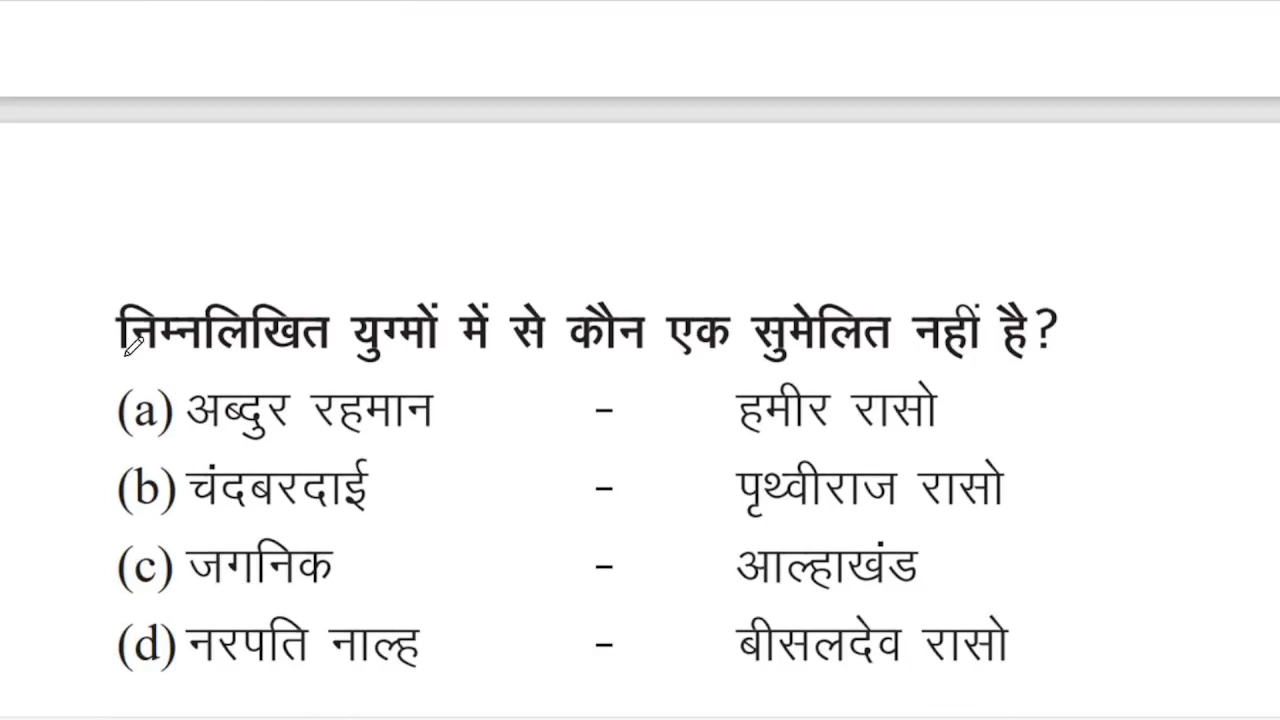 निम्नलिखित युग्मों में से कौन एक सुमेलित नहीं है?
(a) अब्दुर रहमान - हमीर रासो
(b) चंदबरदाई - पृथ्वीराज रासो
(c) जगनिक - आल्हाखंड
(d) नरपति नाल्ह - बीसलदेव रासो